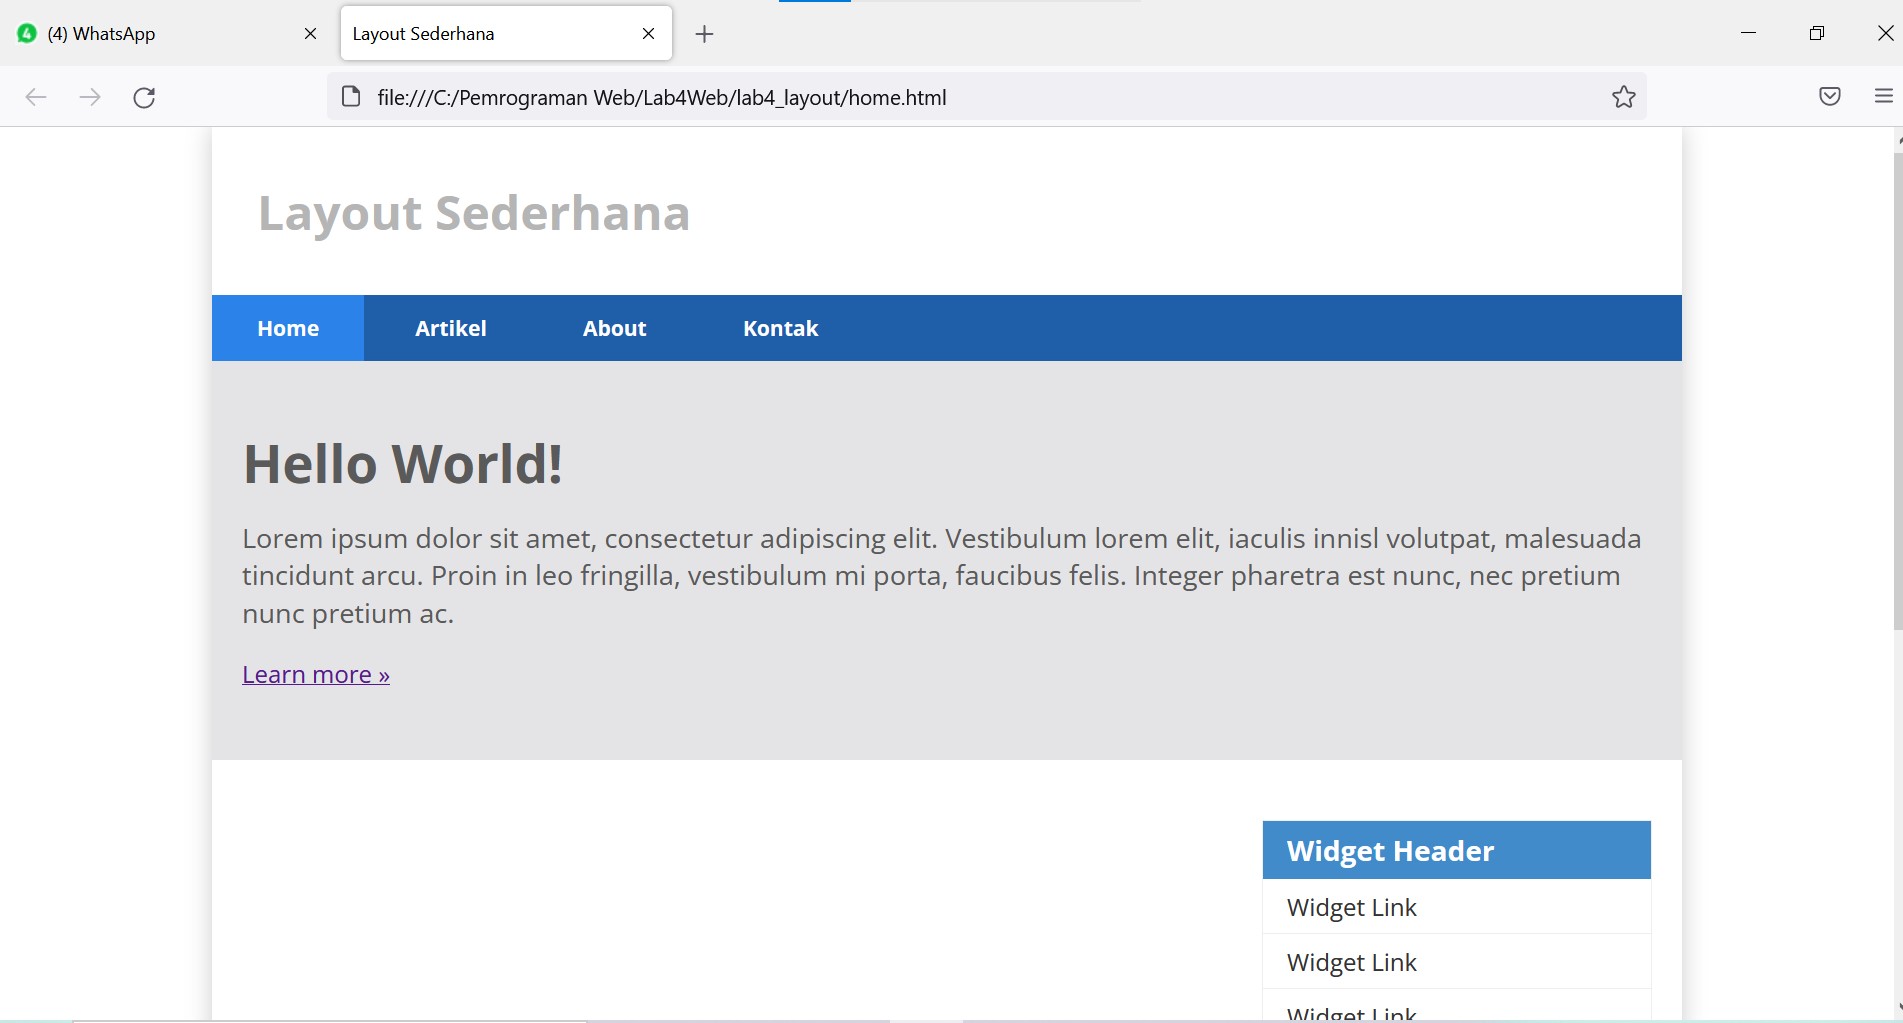 (4) WhatsApp
Layout Sederhana
file:///C:/Pemrograman Web/Lab4Web/lab4_layout/home.html
Layout Sederhana
Home Artikel About Kontak
Hello World!
Lorem ipsum dolor sit amet, consectetur adipiscing elit. Vestibulum lorem elit, iaculis innisl volutpat, malesuada
tincidunt arcu. Proin in leo fringilla, vestibulum mi porta, faucibus felis. Integer pharetra est nunc, nec pretium
nunc pretium ac.
Learn more »
Widget Header
Widget Link
Widget Link
Widget Link